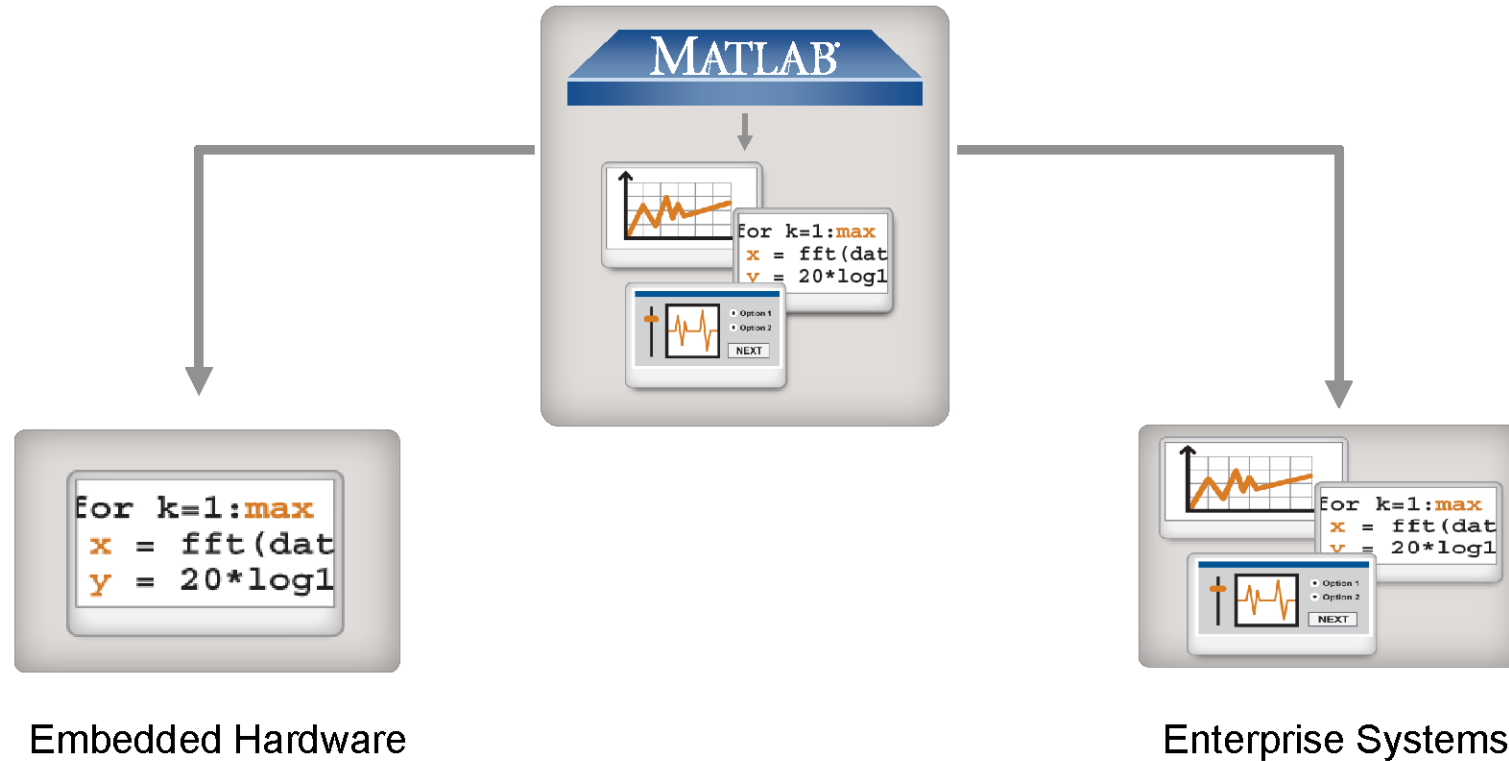 MATLAB®
for k=1:max
x = fft(dat
y = 20*log1
Option 1
Option 2
NEXT
for k=1:max
x = fft(dat
y = 20*log1
for k=1:max
x = fft(dat
y = 20*log1
Option 1
Option 2
NEXT
Embedded Hardware
Enterprise Systems